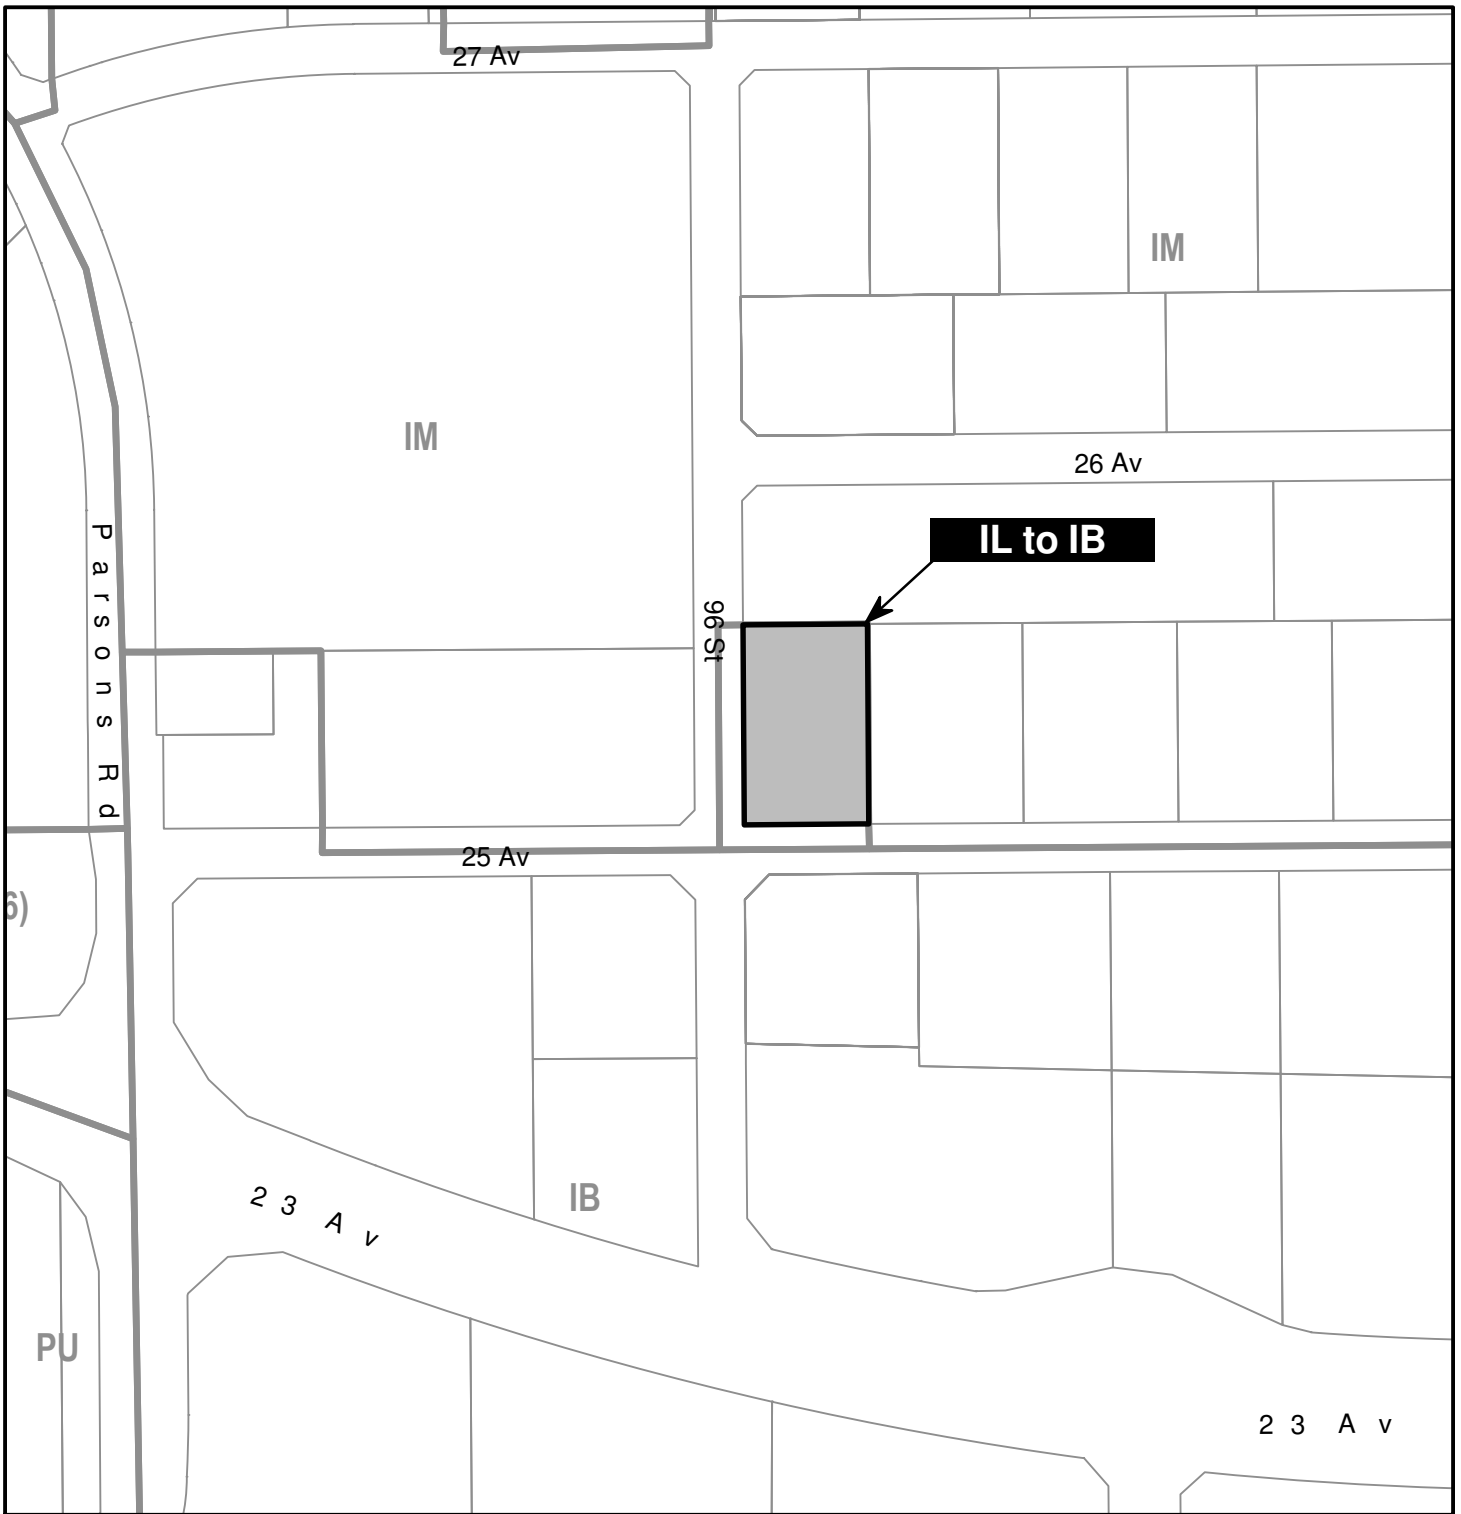 27 Av
IM
IM
26 Av
IL to IB
Parsons Rd
96 St
25 Av
6)
23 Av
IB
PU
23 Av